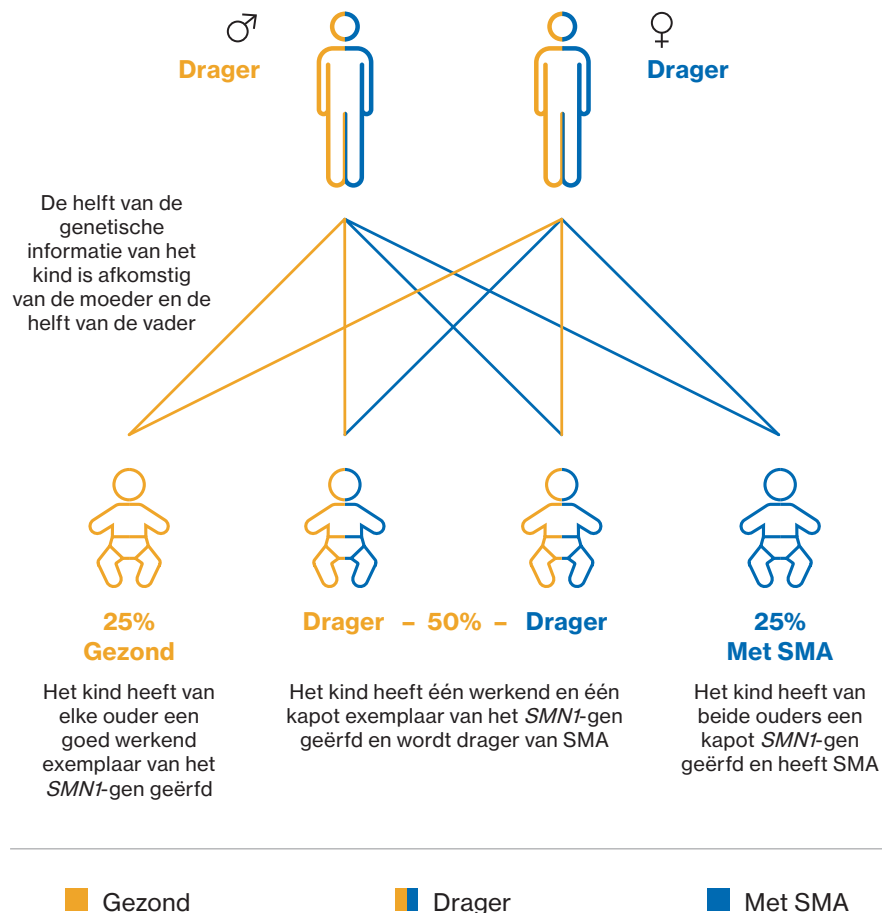 ♂ ♀
Drager Drager
De helft van de
genetische
informatie van het
kind is afkomstig
van de moeder en de
helft van de vader
25%
Gezond
Het kind heeft van
elke ouder een
goed werkend
exemplaar van het
SMN1-gen geërfd
Drager – 50% – Drager
Het kind heeft één werkend en één
kapot exemplaar van het SMN1-gen
geërfd en wordt drager van SMA
25%
Met SMA
Het kind heeft van
beide ouders een
kapot SMN1-gen
geërfd en heeft SMA
Gezond Drager Met SMA